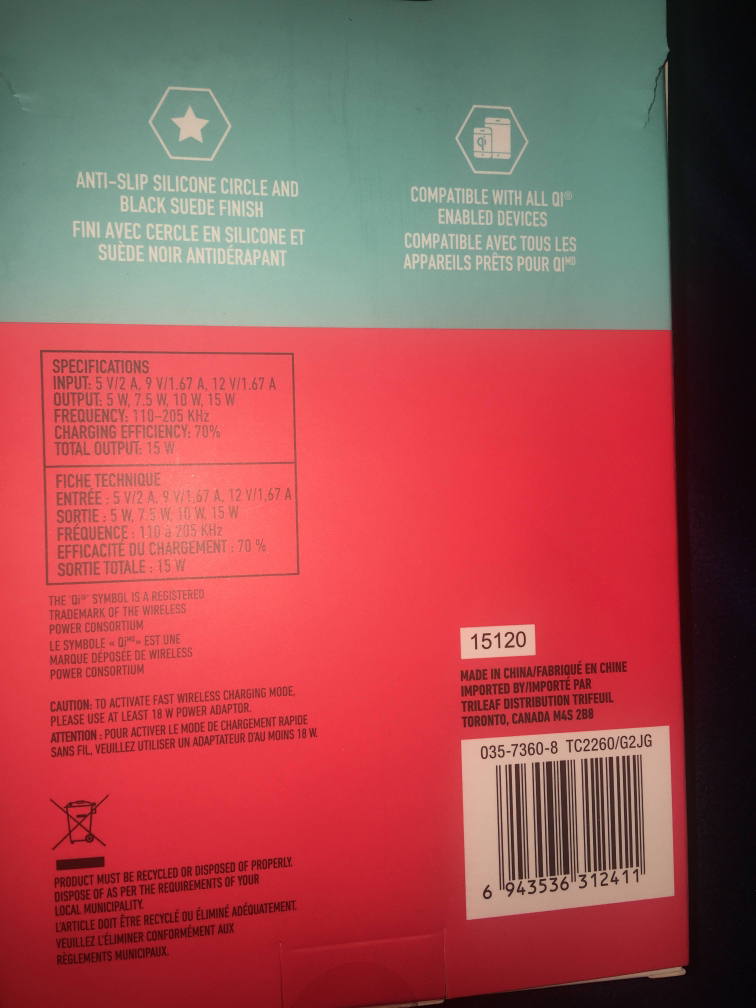 ANTI-SLIP SILICONE CIRCLE AND
BLACK SUEDE FINISH
FINI AVEC CERCLE EN SILICONE ET
SUÈDE NOIR ANTIDÉRAPANT
COMPATIBLE WITH ALL QI®
ENABLED DEVICES
COMPATIBLE AVEC TOUS LES
APPAREILS PRÊTS POUR QIᴹᴰ
SPECIFICATIONS
INPUT: 5 V/2 A, 9 V/1.67 A, 12 V/1.67 A
OUTPUT: 5 W, 7.5 W, 10 W, 15 W
FREQUENCY: 110-205 KHz
CHARGING EFFICIENCY: 70%
TOTAL OUTPUT: 15 W
FICHE TECHNIQUE
ENTRÉE : 5 V/2 A, 9 V/1,67 A, 12 V/1,67 A
SORTIE : 5 W, 7.5 W, 10 W, 15 W
FRÉQUENCE : 110 à 205 KHz
EFFICACITÉ DU CHARGEMENT : 70 %
SORTIE TOTALE : 15 W
THE 'Qi®' SYMBOL IS A REGISTERED
TRADEMARK OF THE WIRELESS
POWER CONSORTIUM
LE SYMBOLE « Qiᴹᴰ » EST UNE
MARQUE DÉPOSÉE DE WIRELESS
POWER CONSORTIUM
CAUTION: TO ACTIVATE FAST WIRELESS CHARGING MODE,
PLEASE USE AT LEAST 18 W POWER ADAPTOR.
ATTENTION : POUR ACTIVER LE MODE DE CHARGEMENT RAPIDE
SANS FIL, VEUILLEZ UTILISER UN ADAPTATEUR D'AU MOINS 18 W.
PRODUCT MUST BE RECYCLED OR DISPOSED OF PROPERLY.
DISPOSE OF AS PER THE REQUIREMENTS OF YOUR
LOCAL MUNICIPALITY.
L'ARTICLE DOIT ÊTRE RECYCLÉ OU ÉLIMINÉ ADÉQUATEMENT.
VEUILLEZ L'ÉLIMINER CONFORMÉMENT AUX
RÈGLEMENTS MUNICIPAUX.
15120
MADE IN CHINA/FABRIQUÉ EN CHINE
IMPORTED BY/IMPORTÉ PAR
TRILEAF DISTRIBUTION TRIFEUIL
TORONTO, CANADA M4S 2B8
035-7360-8 TC2260/G2JG
6 943536 312411